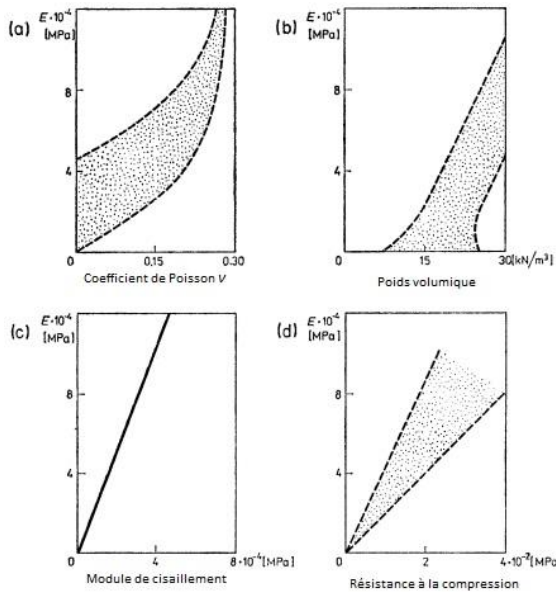 (a)
E·10⁻⁴
[MPa]
8
4
0
0,15
0.30
Coefficient de Poisson ν
(b)
E·10⁻⁴
[MPa]
8
4
0
15
30[kN/m³]
Poids volumique
(c)
E·10⁻⁴
[MPa]
8
4
0
4
8·10⁻⁴[MPa]
Module de cisaillement
(d)
E·10⁻⁴
[MPa]
8
4
0
2
4·10⁻²[MPa]
Résistance à la compression